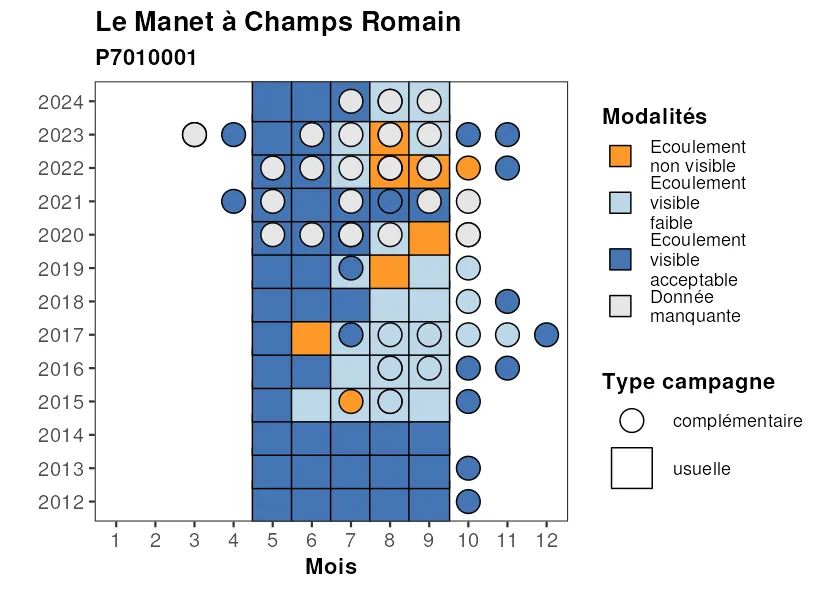 Le Manet à Champs Romain
P7010001
2024
2023
2022
2021
2020
2019
2018
2017
2016
2015
2014
2013
2012
1 2 3 4 5 6 7 8 9 10 11 12
Mois
Modalités
Ecoulement
non visible
Ecoulement
visible
faible
Ecoulement
visible
acceptable
Donnée
manquante
Type campagne
complémentaire
usuelle